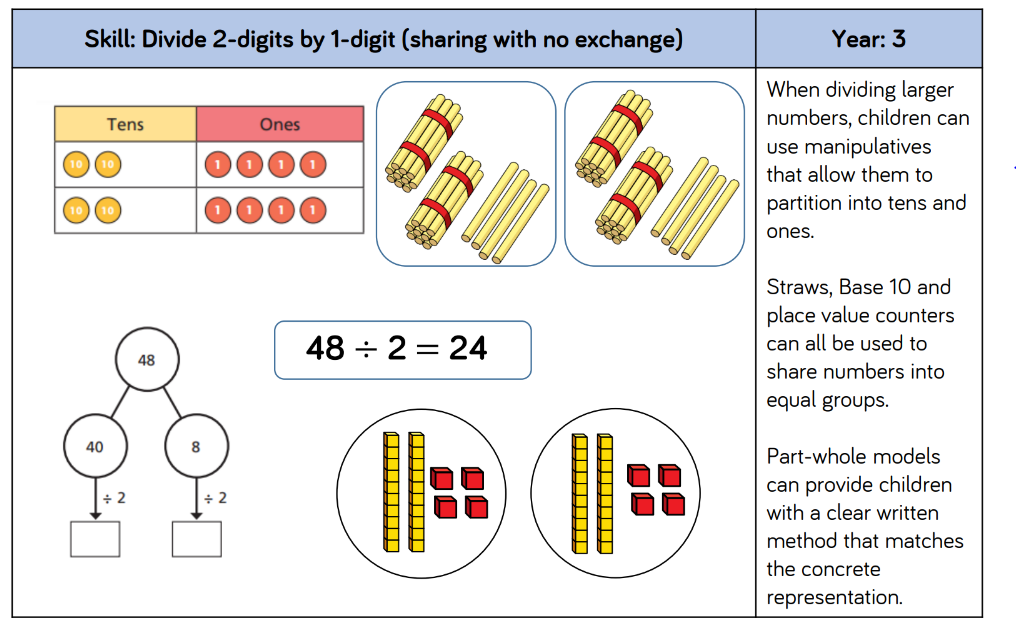 Skill: Divide 2-digits by 1-digit (sharing with no exchange)
Year: 3
Tens
Ones
10 10
1 1 1 1
10 10
1 1 1 1
48 ÷ 2 = 24
48
40
8
÷ 2
÷ 2
When dividing larger
numbers, children can
use manipulatives
that allow them to
partition into tens and
ones.
Straws, Base 10 and
place value counters
can all be used to
share numbers into
equal groups.
Part-whole models
can provide children
with a clear written
method that matches
the concrete
representation.